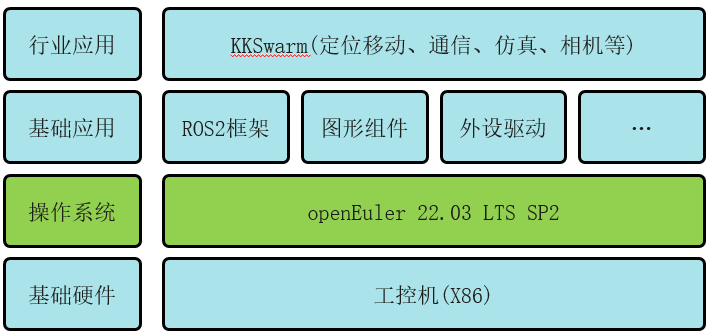 行业应用
KKSwarm(定位移动、通信、仿真、相机等)
基础应用
ROS2框架
图形组件
外设驱动
…
操作系统
openEuler 22.03 LTS SP2
基础硬件
工控机(X86)